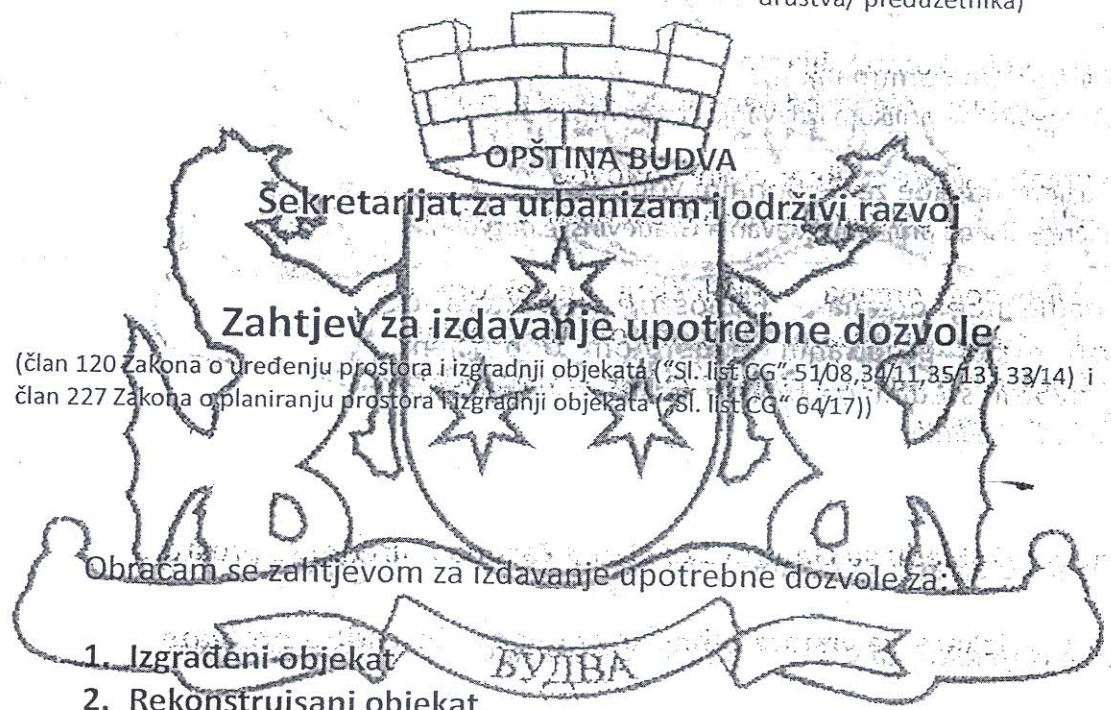 društva/ preduzetnika)
OPŠTINA BUDVA
Sekretarijat za urbanizam i održivi razvoj
Zahtjev za izdavanje upotrebne dozvole
(član 120 Zakona o uređenju prostora i izgradnji objekata ("Sl. list CG" 51/08,34/11,35/13 i 33/14) i
član 227 Zakona o planiranju prostora i izgradnji objekata ("Sl. list CG" 64/17))
Obraćam se zahtjevom za izdavanje upotrebne dozvole za:
1. Izgrađeni objekat
БУДВА
2. Rekonstruisani objekat